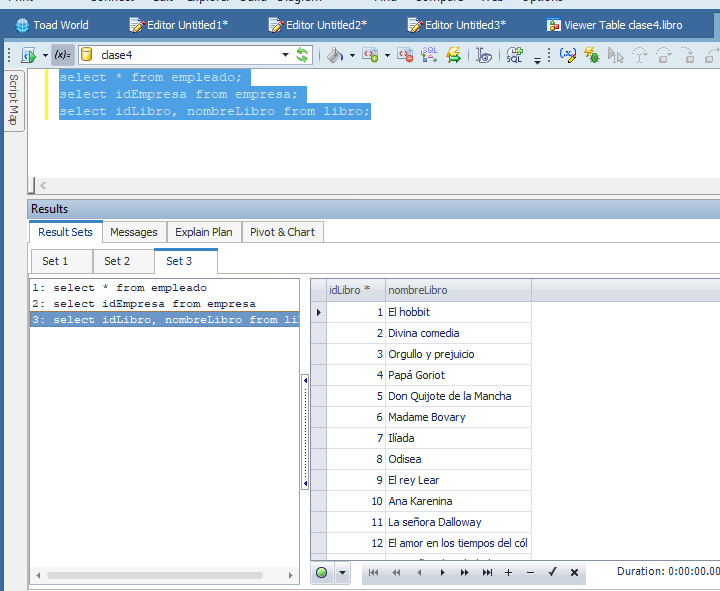 Toad World Editor Untitled1* Editor Untitled2* Editor Untitled3* Viewer Table clase4.libro
(x)= clase4 SQL SQL
Script Map
select * from empleado;
select idEmpresa from empresa;
select idLibro, nombreLibro from libro;
Results
Result Sets Messages Explain Plan Pivot & Chart
Set 1 Set 2 Set 3
1: select * from empleado
2: select idEmpresa from empresa
3: select idLibro, nombreLibro from li
idLibro * nombreLibro
1 El hobbit
2 Divina comedia
3 Orgullo y prejuicio
4 Papá Goriot
5 Don Quijote de la Mancha
6 Madame Bovary
7 Ilíada
8 Odisea
9 El rey Lear
10 Ana Karenina
11 La señora Dalloway
12 El amor en los tiempos del cól
Duration: 0:00:00.00